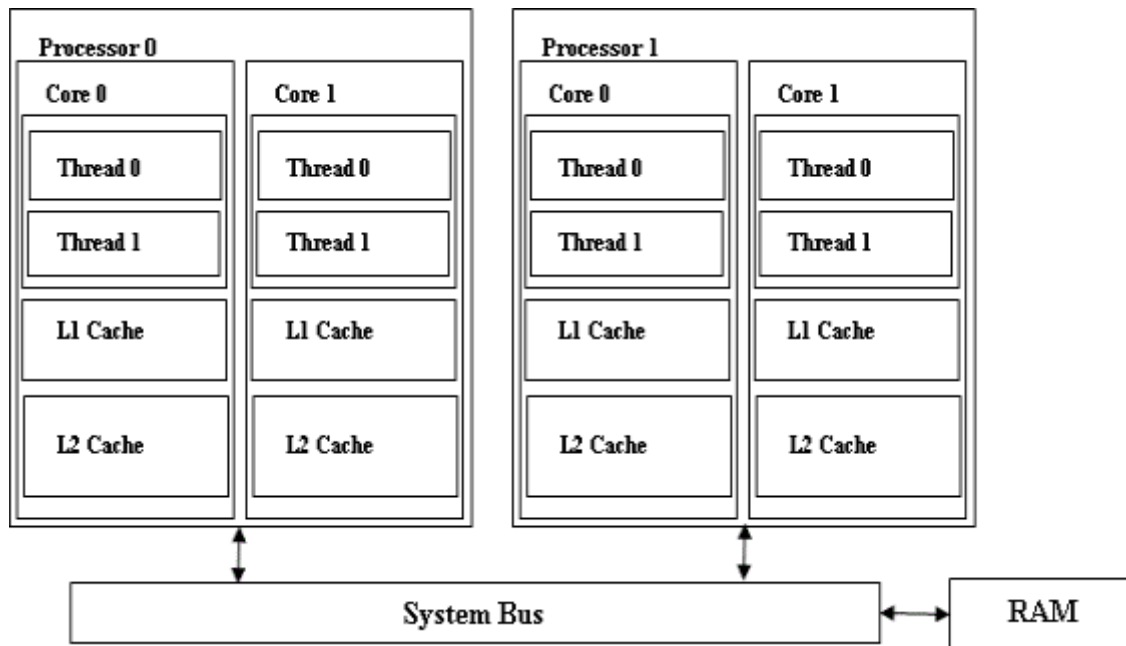 Processor 0
Core 0
Thread 0
Thread 1
L1 Cache
L2 Cache
Core 1
Thread 0
Thread 1
L1 Cache
L2 Cache
Processor 1
Core 0
Thread 0
Thread 1
L1 Cache
L2 Cache
Core 1
Thread 0
Thread 1
L1 Cache
L2 Cache
System Bus
RAM